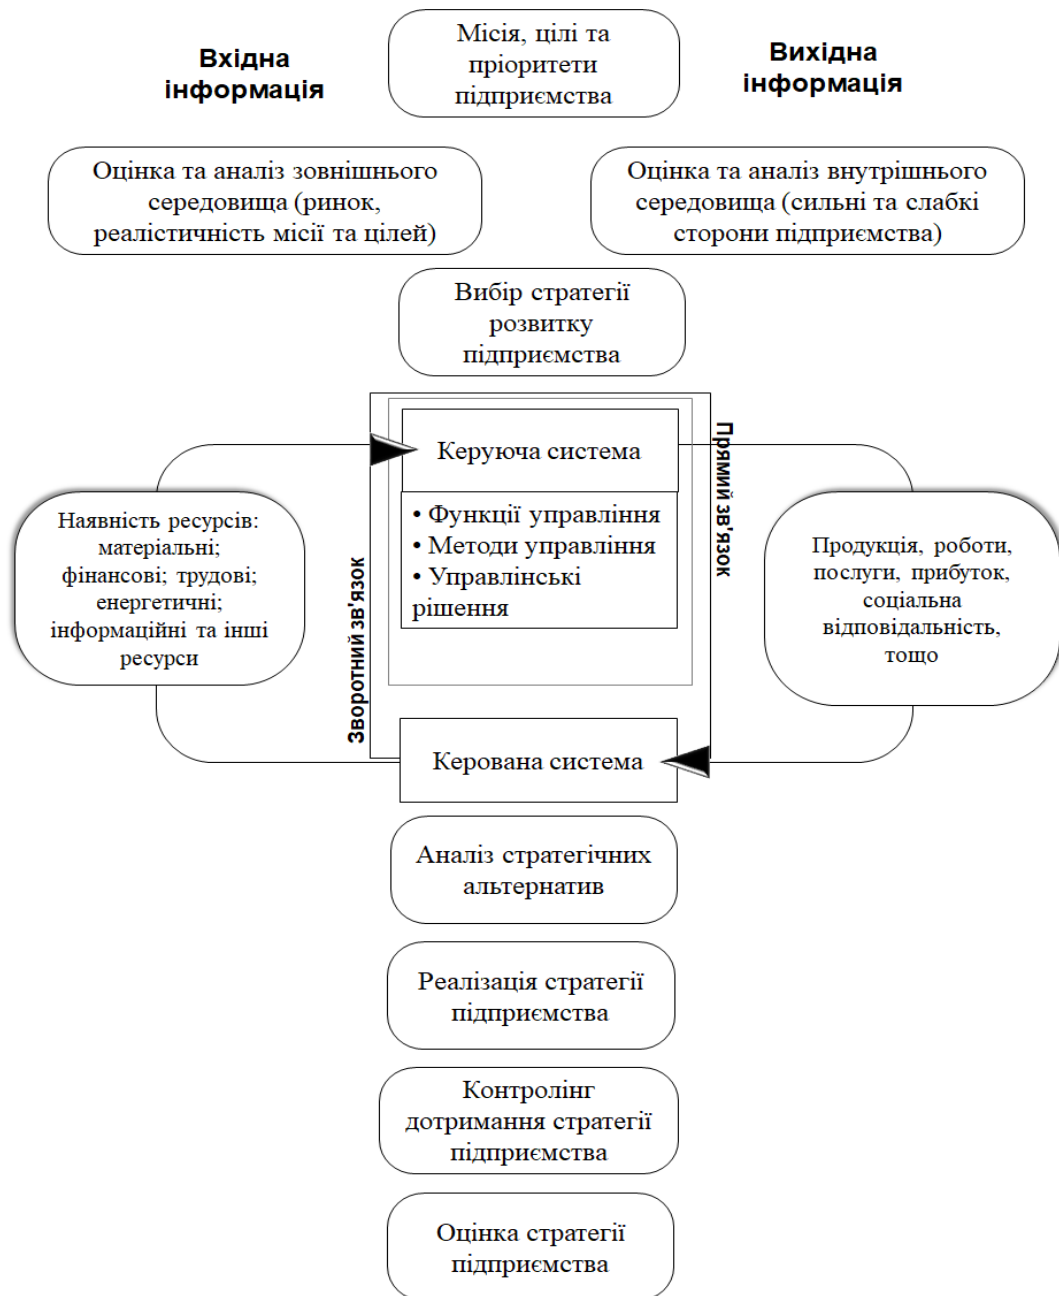 Вхідна
інформація
Місія, цілі та
пріоритети
підприємства
Вихідна
інформація
Оцінка та аналіз зовнішнього
середовища (ринок,
реалістичність місії та цілей)
Оцінка та аналіз внутрішнього
середовища (сильні та слабкі
сторони підприємства)
Вибір стратегії
розвитку
підприємства
Керуюча система
• Функції управління
• Методи управління
• Управлінські
рішення
Зворотний зв'язок
Прямий зв'язок
Наявність ресурсів:
матеріальні;
фінансові; трудові;
енергетичні;
інформаційні та інші
ресурси
Продукція, роботи,
послуги, прибуток,
соціальна
відповідальність,
тощо
Керована система
Аналіз стратегічних
альтернатив
Реалізація стратегії
підприємства
Контролінг
дотримання стратегії
підприємства
Оцінка стратегії
підприємства